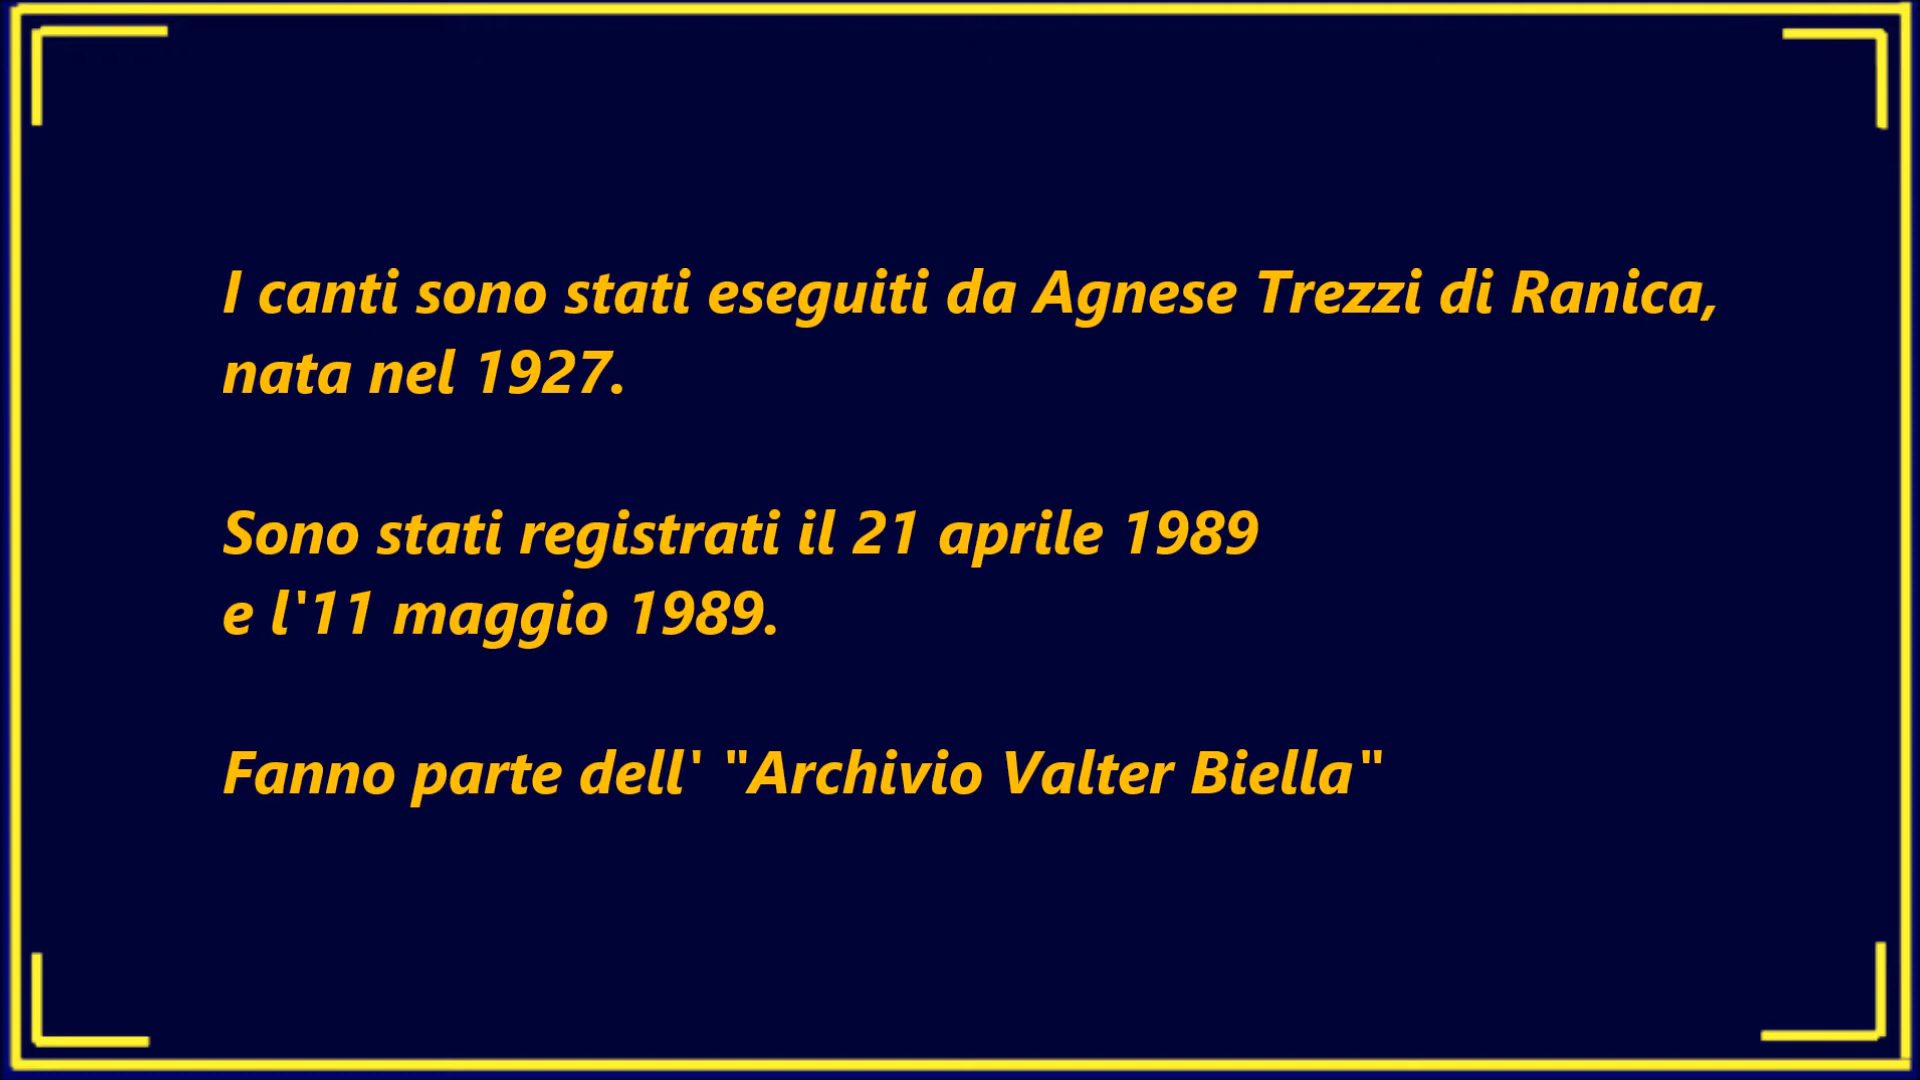 I canti sono stati eseguiti da Agnese Trezzi di Ranica,
nata nel 1927.
Sono stati registrati il 21 aprile 1989
e l'11 maggio 1989.
Fanno parte dell' "Archivio Valter Biella"